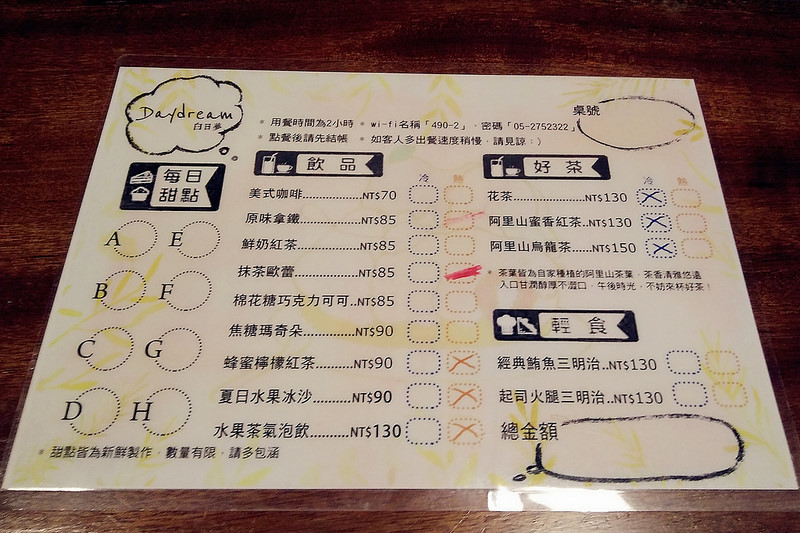 Daydream
白日夢
* 用餐時間為2小時 * wi-fi名稱「490-2」、密碼「05-2752322」
* 點餐後請先結帳 * 如客人多出餐速度稍慢，請見諒：）
桌號
每日
甜點
A E
B F
C G
D H
* 甜點皆為新鮮製作，數量有限，請多包涵
飲品
冷 熱
美式咖啡...............NT$70
原味拿鐵...............NT$85
鮮奶紅茶...............NT$85
抹茶歐蕾...............NT$85
棉花糖巧克力可可..NT$85
焦糖瑪奇朵............NT$90
蜂蜜檸檬紅茶.........NT$90
夏日水果冰沙.........NT$90
水果茶氣泡飲.........NT$130
好茶
冷 熱
花茶..................NT$130
阿里山蜜香紅茶..NT$130
阿里山烏龍茶......NT$150
* 茶葉皆為自家種植的阿里山茶葉，茶香清雅悠遠
入口甘潤醇厚不澀口，午後時光，不妨來杯好茶！
輕食
經典鮪魚三明治..NT$130
起司火腿三明治..NT$130
總金額